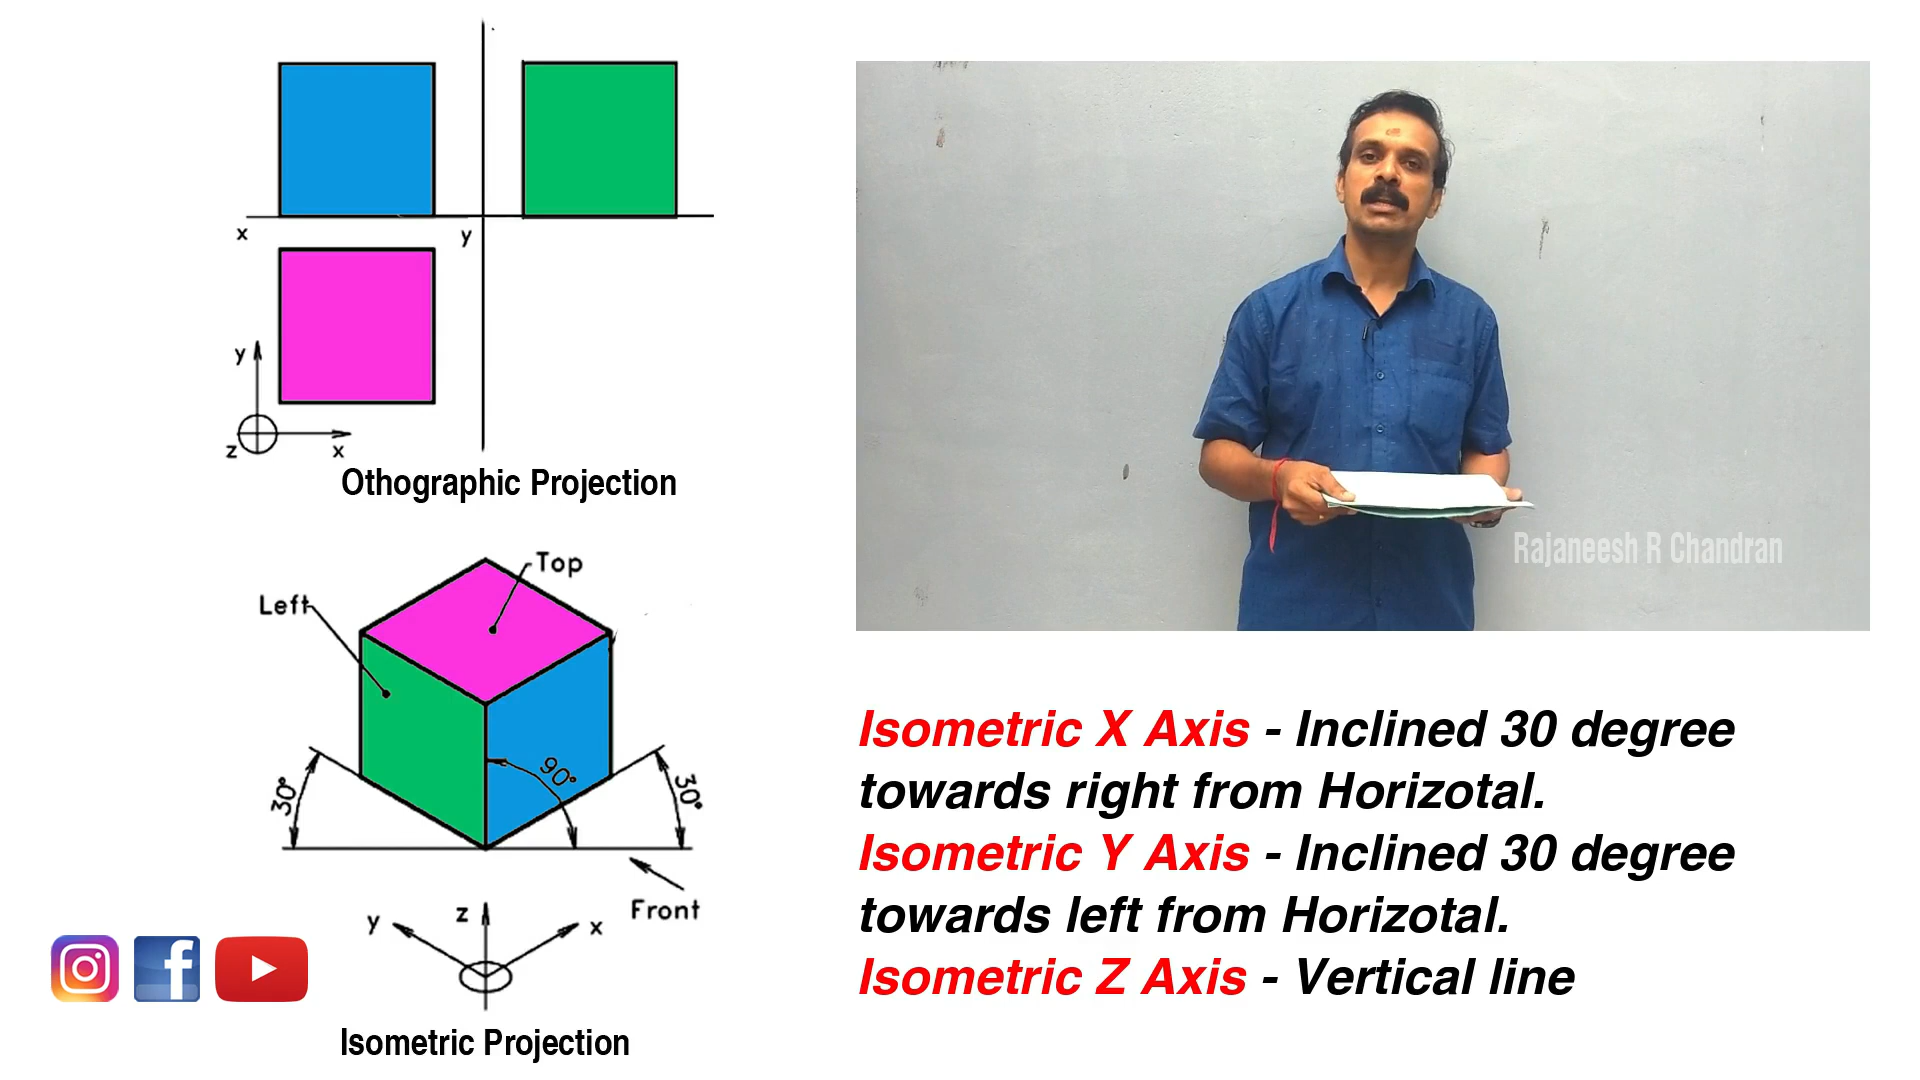 x
y
y
z
x
Othographic Projection
Top
Left
90°
30°
30°
Front
y
z
x
Isometric Projection
Rajaneesh R Chandran
Isometric X Axis - Inclined 30 degree
towards right from Horizotal.
Isometric Y Axis - Inclined 30 degree
towards left from Horizotal.
Isometric Z Axis - Vertical line